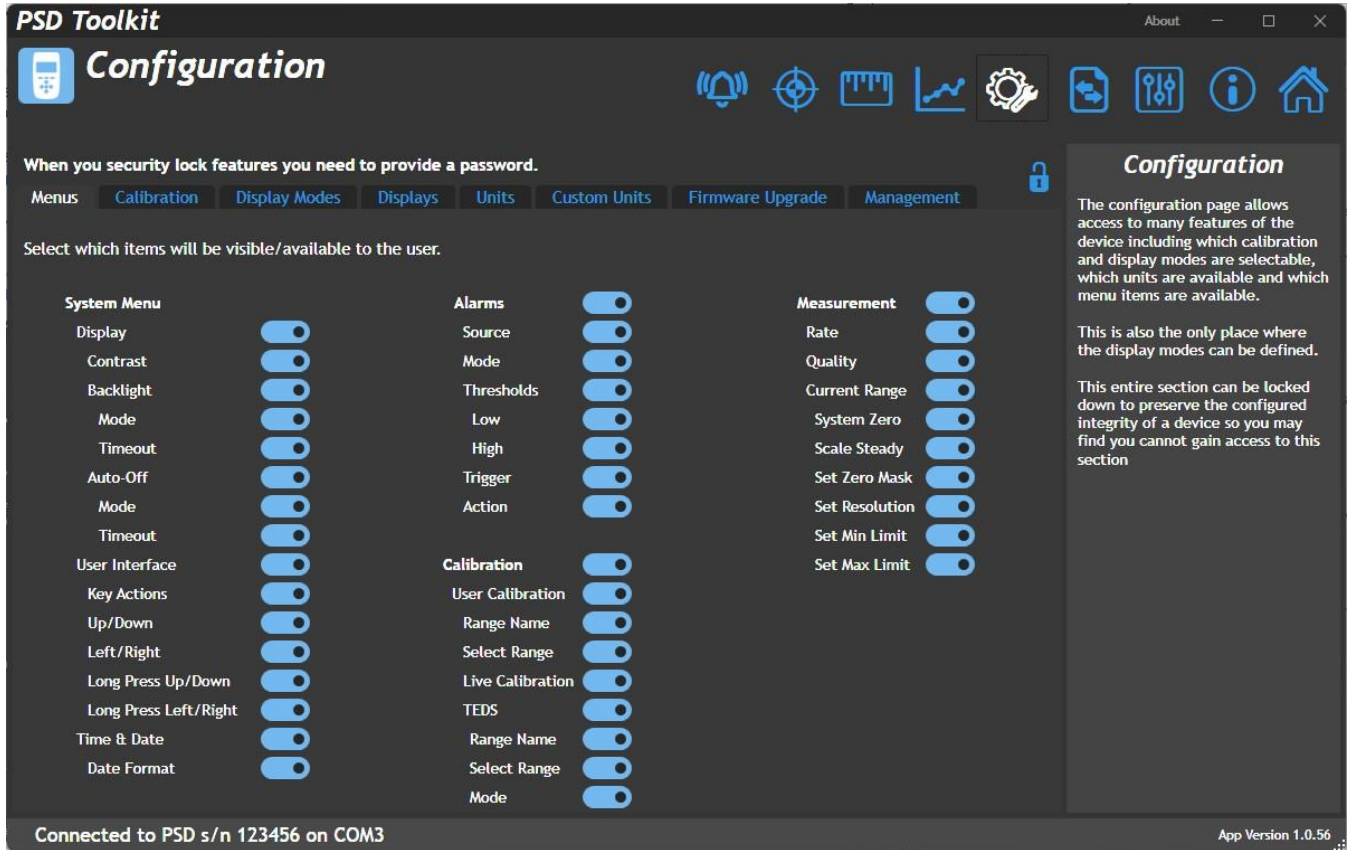 PSD Toolkit
About
Configuration
When you security lock features you need to provide a password.
Menus Calibration Display Modes Displays Units Custom Units Firmware Upgrade Management
Select which items will be visible/available to the user.
System Menu
Display
Contrast
Backlight
Mode
Timeout
Auto-Off
Mode
Timeout
User Interface
Key Actions
Up/Down
Left/Right
Long Press Up/Down
Long Press Left/Right
Time & Date
Date Format
Alarms
Source
Mode
Thresholds
Low
High
Trigger
Action
Calibration
User Calibration
Range Name
Select Range
Live Calibration
TEDS
Range Name
Select Range
Mode
Measurement
Rate
Quality
Current Range
System Zero
Scale Steady
Set Zero Mask
Set Resolution
Set Min Limit
Set Max Limit
Configuration
The configuration page allows
access to many features of the
device including which calibration
and display modes are selectable,
which units are available and which
menu items are available.
This is also the only place where
the display modes can be defined.
This entire section can be locked
down to preserve the configured
integrity of a device so you may
find you cannot gain access to this
section
Connected to PSD s/n 123456 on COM3
App Version 1.0.56